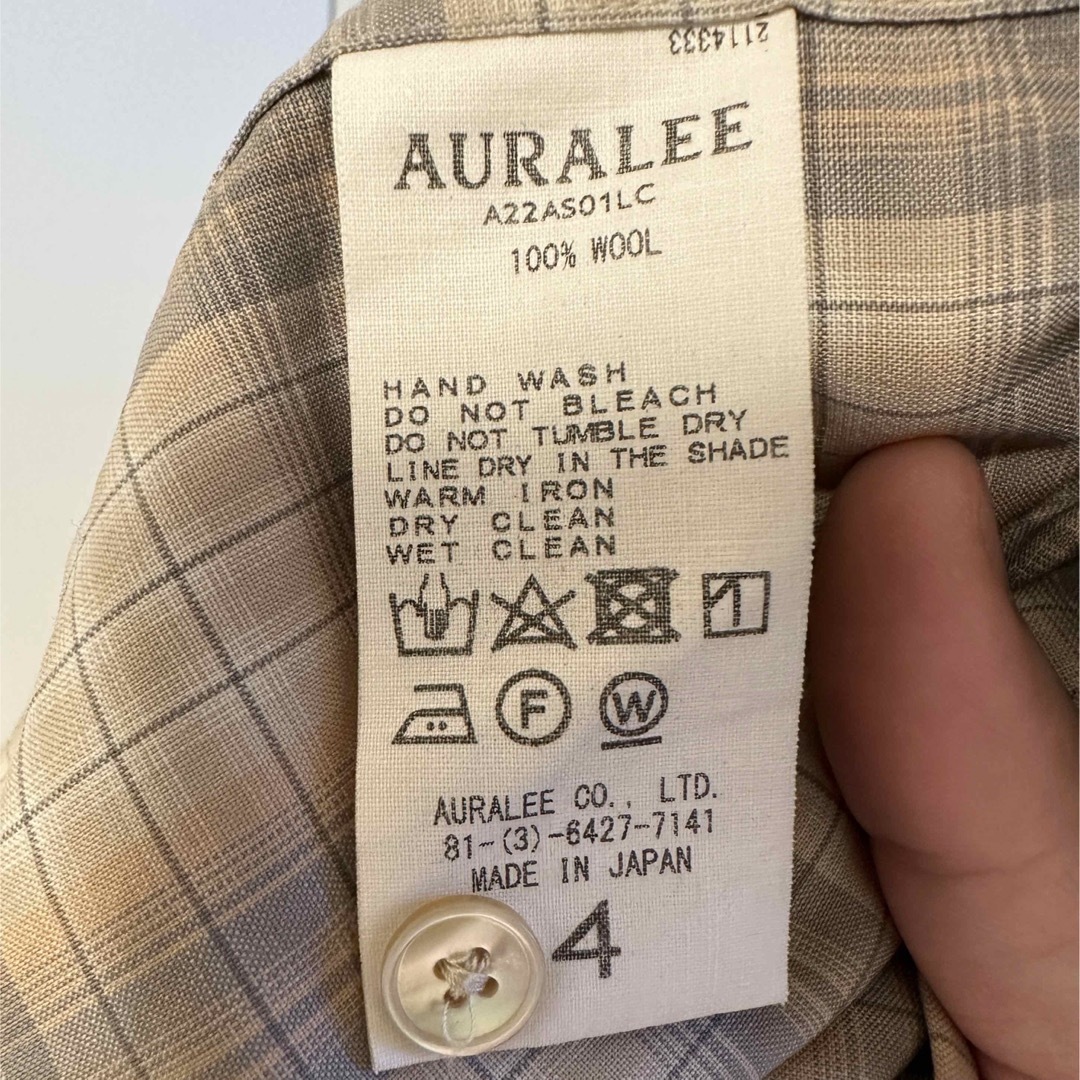 2114333
AURALEE
A22AS01LC
100% WOOL
HAND WASH
DO NOT BLEACH
DO NOT TUMBLE DRY
LINE DRY IN THE SHADE
WARM IRON
DRY CLEAN
WET CLEAN
F W
AURALEE CO., LTD.
81-(3)-6427-7141
MADE IN JAPAN
4